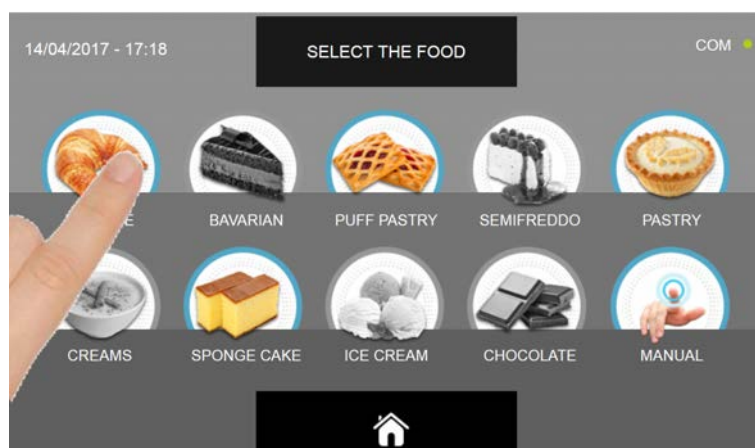 14/04/2017 - 17:18
SELECT THE FOOD
COM
BAVARIAN
PUFF PASTRY
SEMIFREDDO
PASTRY
CREAMS
SPONGE CAKE
ICE CREAM
CHOCOLATE
MANUAL